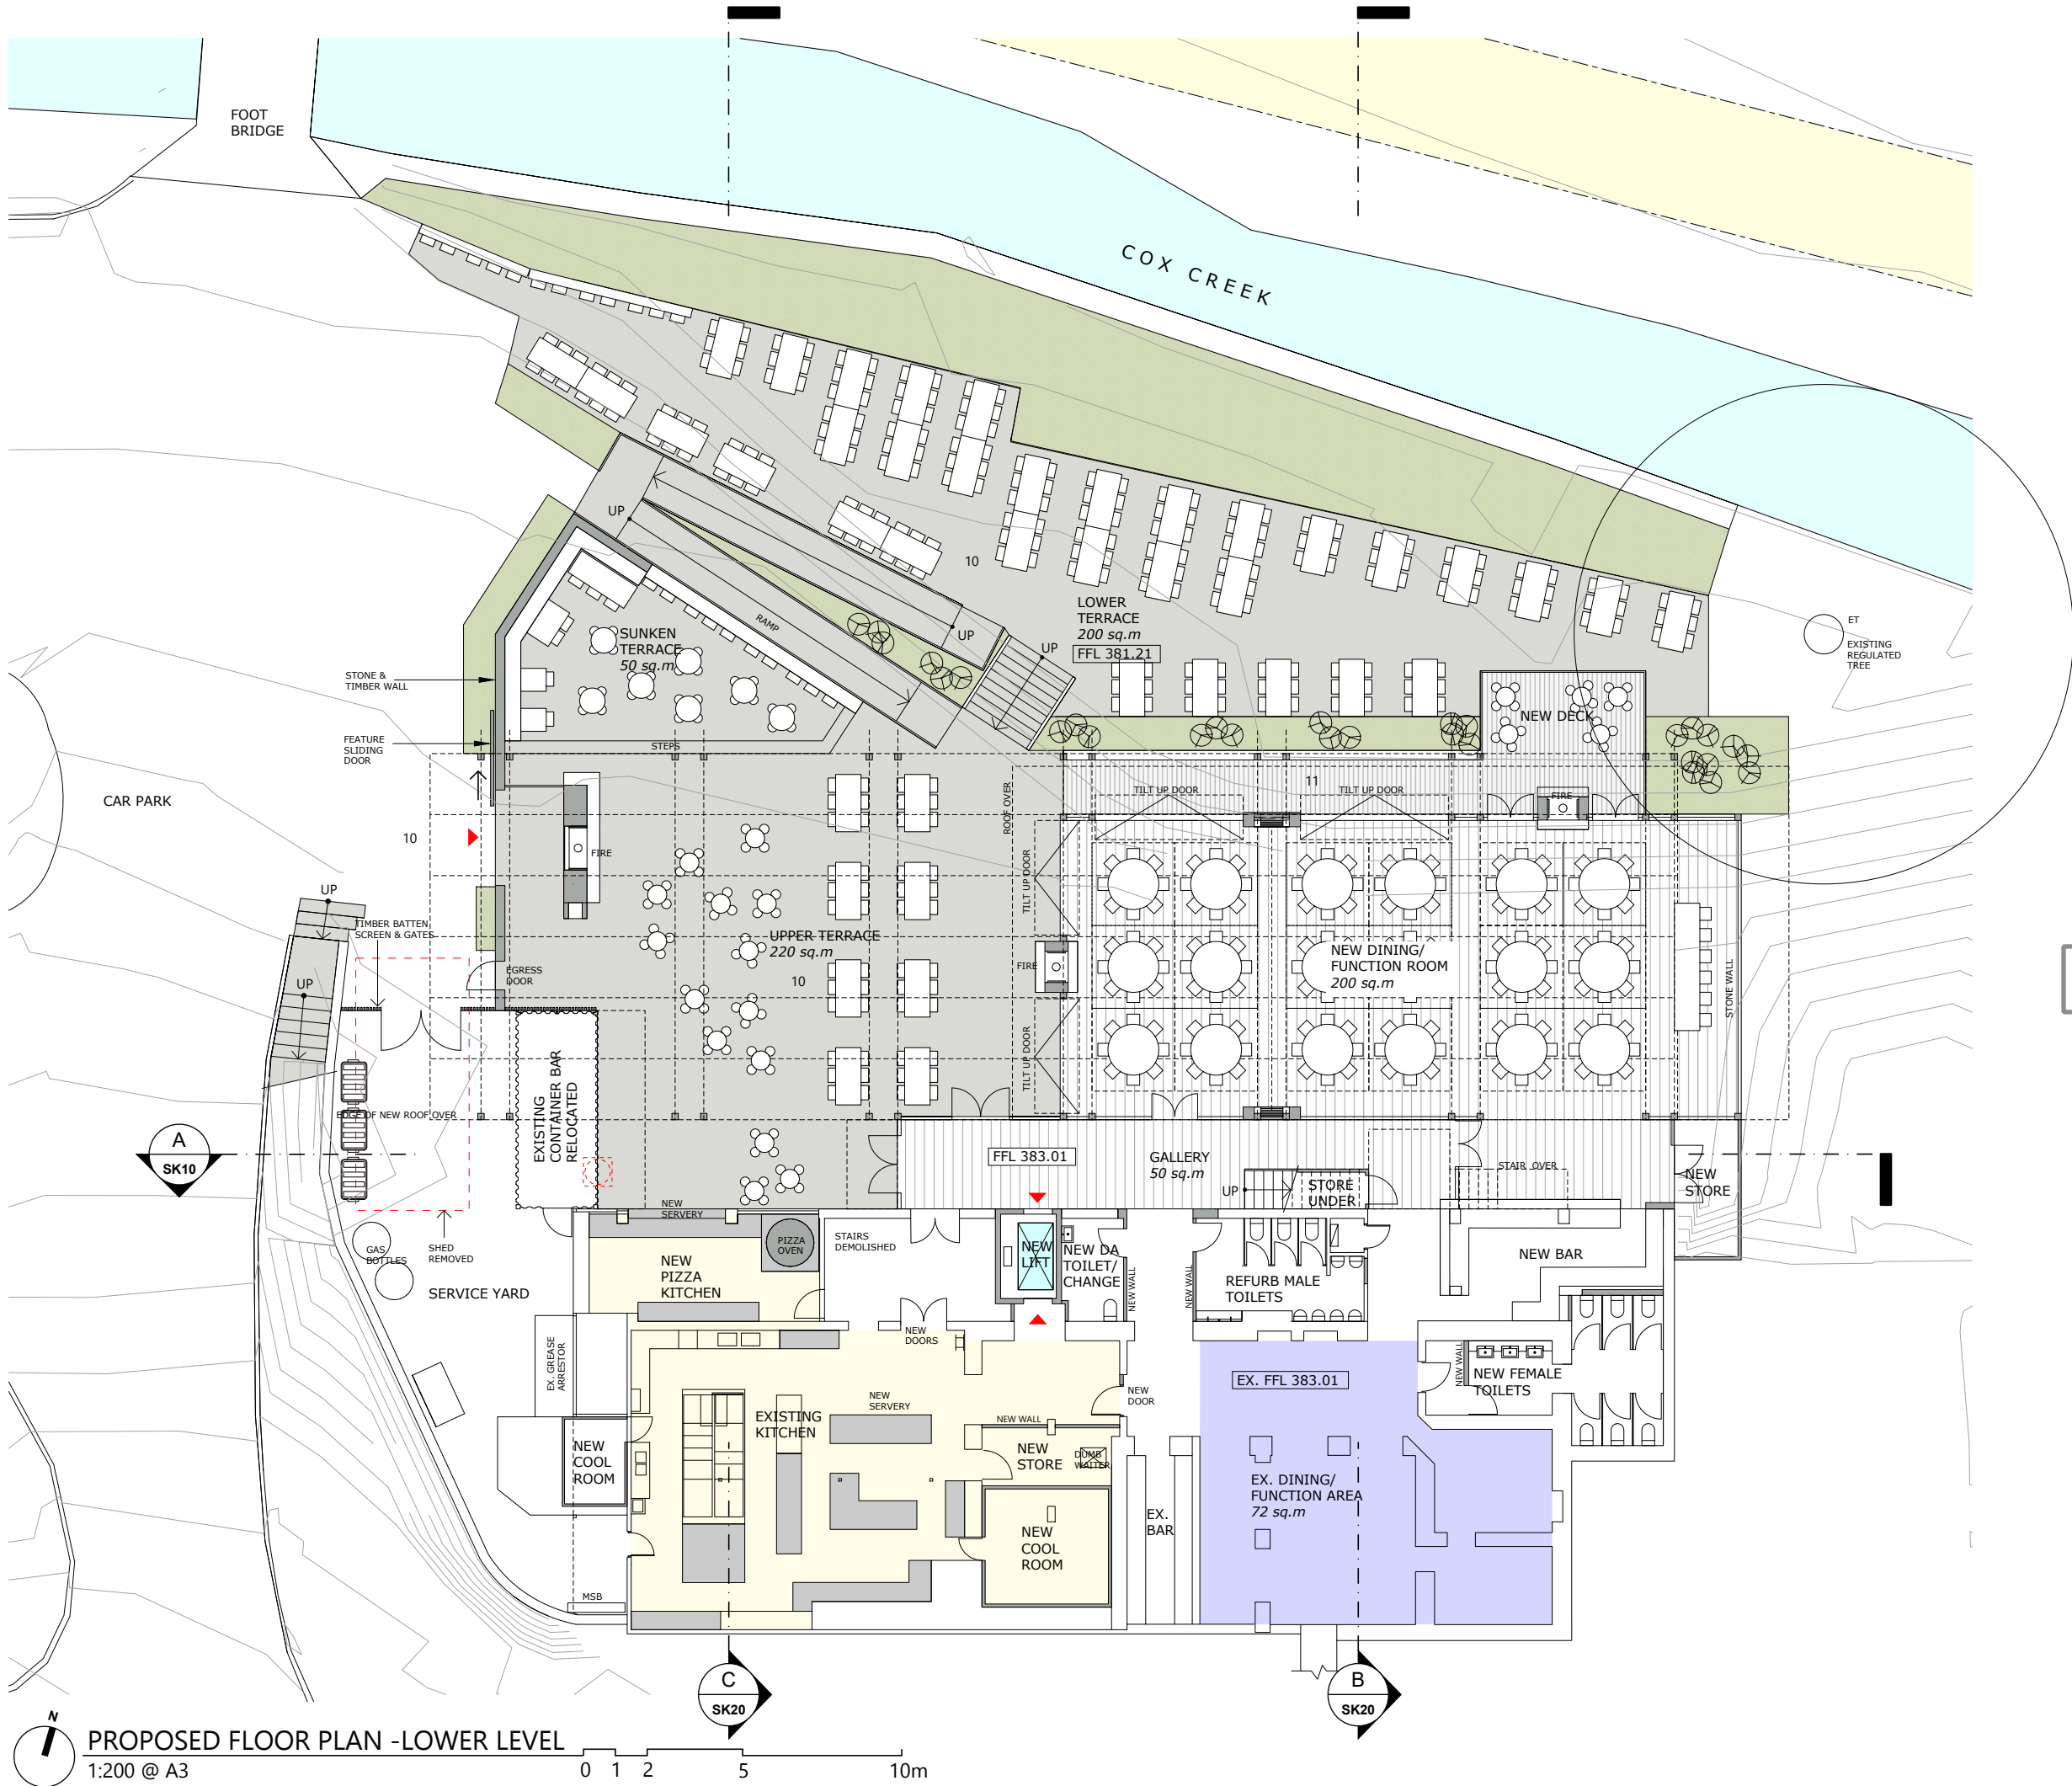 FOOT
BRIDGE
COX CREEK
UP
10
LOWER
TERRACE
200 sq.m
FFL 381.21
UP
UP
RAMP
SUNKEN
TERRACE
50 sq.m
ET
EXISTING
REGULATED
TREE
STONE &
TIMBER WALL
NEW DECK
FEATURE
SLIDING
DOOR
STEPS
CAR PARK
10
FIRE
ROOF OVER
TILT UP DOOR
11
TILT UP DOOR
FIRE
TILT UP DOOR
UP
TIMBER BATTEN
SCREEN & GATES
UPPER TERRACE
220 sq.m
10
FIRE
NEW DINING/
FUNCTION ROOM
200 sq.m
STONE WALL
EGRESS
DOOR
UP
TILT UP DOOR
EXISTING
CONTAINER BAR
RELOCATED
EDGE OF NEW ROOF OVER
A
SK10
FFL 383.01
GALLERY
50 sq.m
UP
STORE
UNDER
STAIR OVER
NEW
STORE
NEW
SERVERY
GAS
BOTTLES
SHED
REMOVED
SERVICE YARD
NEW
PIZZA
KITCHEN
PIZZA
OVEN
STAIRS
DEMOLISHED
NEW
LIFT
NEW DA
TOILET/
CHANGE
NEW WALL
NEW WALL
REFURB MALE
TOILETS
NEW BAR
NEW
DOORS
EX. GREASE
ARRESTOR
EXISTING
KITCHEN
NEW
SERVERY
NEW
DOOR
EX. FFL 383.01
NEW WALL
NEW FEMALE
TOILETS
NEW WALL
NEW
COOL
ROOM
NEW
STORE
DUMB
WAITER
EX. DINING/
FUNCTION AREA
72 sq.m
EX.
BAR
NEW
COOL
ROOM
MSB
C
SK20
B
SK20
N
PROPOSED FLOOR PLAN -LOWER LEVEL
1:200 @ A3
0 1 2 5 10m